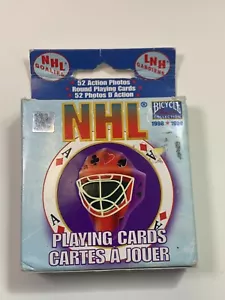 NHL
GOALIES
LNH
GARDIENS
52 Action Photos
Round Playing Cards
52 Photos D'Action
NHL®
BICYCLE
COLLECTION
A
A
A
A
PLAYING CARDS
CARTES A JOUER